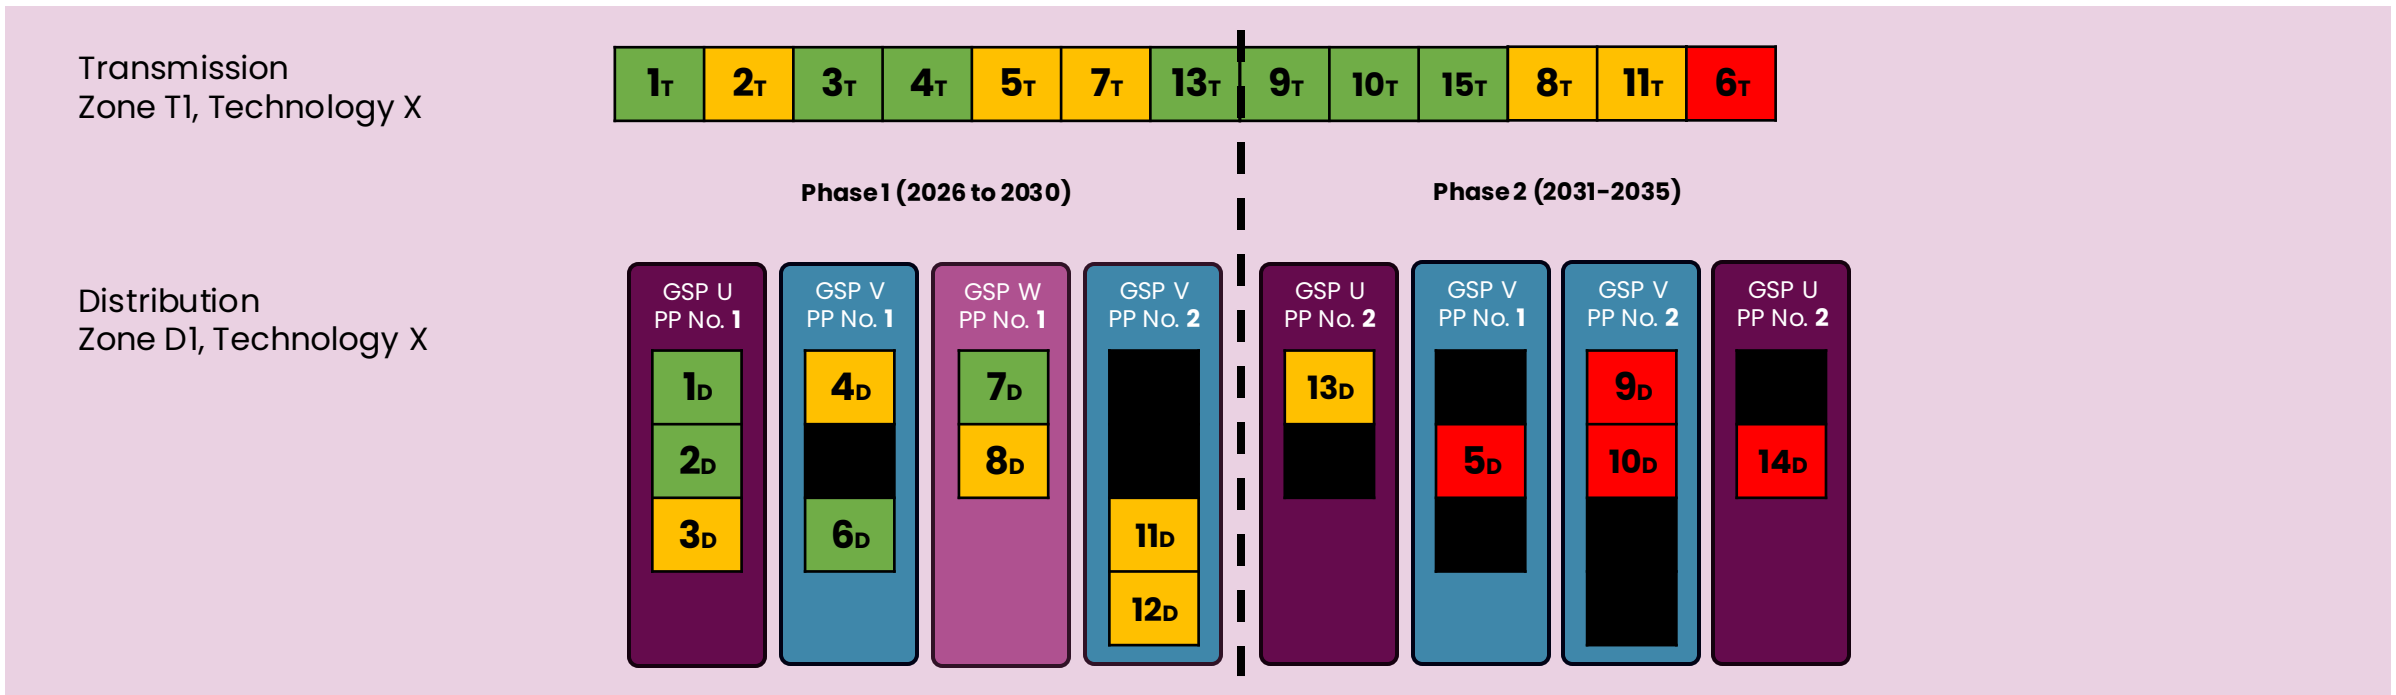 Transmission
Zone T1, Technology X
1T 2T 3T 4T 5T 7T 13T 9T 10T 15T 8T 11T 6T
Phase 1 (2026 to 2030)
Phase 2 (2031-2035)
Distribution
Zone D1, Technology X
GSP U
PP No. 1
1D
2D
3D
GSP V
PP No. 1
4D
6D
GSP W
PP No. 1
7D
8D
GSP V
PP No. 2
11D
12D
GSP U
PP No. 2
13D
GSP V
PP No. 1
5D
GSP V
PP No. 2
9D
10D
GSP U
PP No. 2
14D